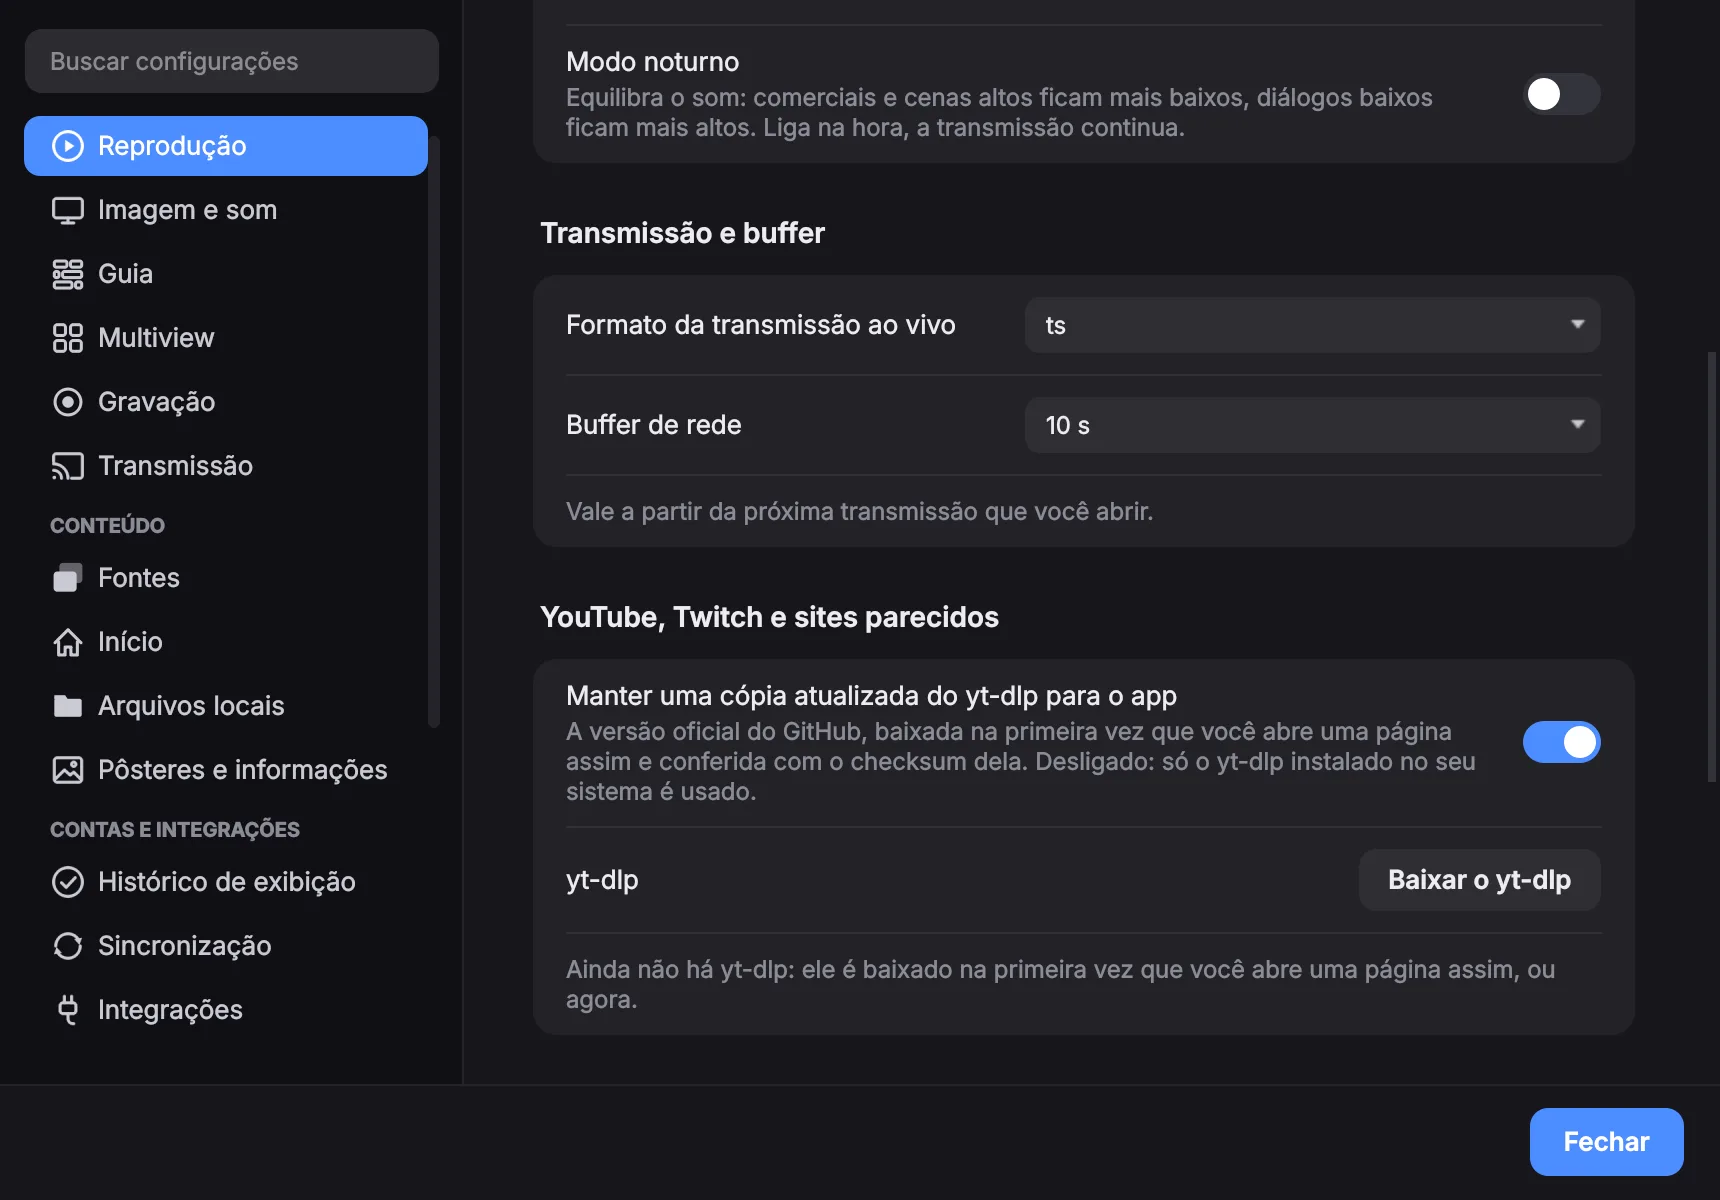 Buscar configurações
Reprodução
Imagem e som
Guia
Multiview
Gravação
Transmissão
CONTEÚDO
Fontes
Início
Arquivos locais
Pôsteres e informações
CONTAS E INTEGRAÇÕES
Histórico de exibição
Sincronização
Integrações
Modo noturno
Equilibra o som: comerciais e cenas altos ficam mais baixos, diálogos baixos
ficam mais altos. Liga na hora, a transmissão continua.
Transmissão e buffer
Formato da transmissão ao vivo
ts
Buffer de rede
10 s
Vale a partir da próxima transmissão que você abrir.
YouTube, Twitch e sites parecidos
Manter uma cópia atualizada do yt-dlp para o app
A versão oficial do GitHub, baixada na primeira vez que você abre uma página
assim e conferida com o checksum dela. Desligado: só o yt-dlp instalado no seu
sistema é usado.
yt-dlp
Baixar o yt-dlp
Ainda não há yt-dlp: ele é baixado na primeira vez que você abre uma página assim, ou
agora.
Fechar